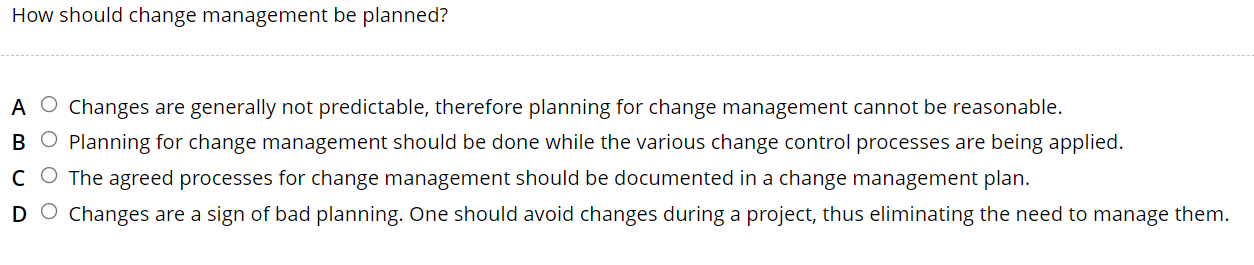 How should change management be planned?
A Changes are generally not predictable, therefore planning for change management cannot be reasonable.
B Planning for change management should be done while the various change control processes are being applied.
C The agreed processes for change management should be documented in a change management plan.
D Changes are a sign of bad planning. One should avoid changes during a project, thus eliminating the need to manage them.